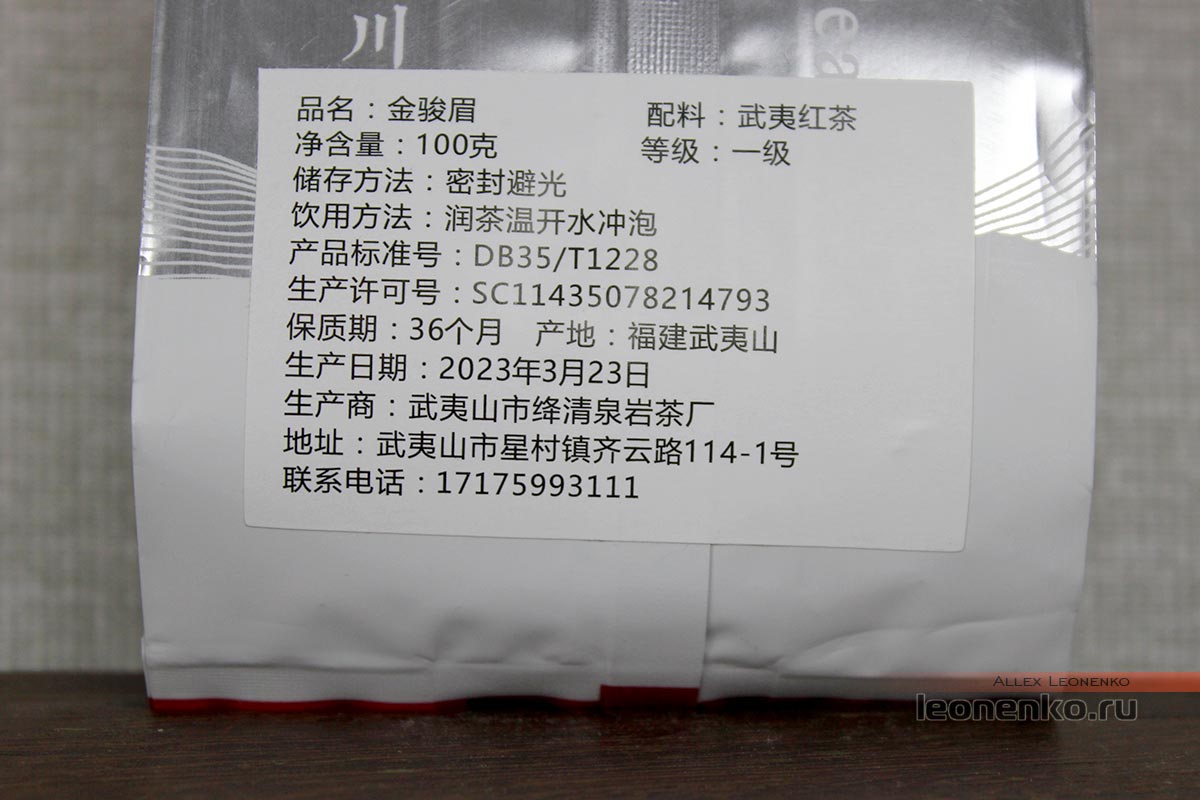 川
ea
品名：金骏眉 配料：武夷红茶
净含量：100克 等级：一级
储存方法：密封避光
饮用方法：润茶温开水冲泡
产品标准号：DB35/T1228
生产许可号：SC11435078214793
保质期：36个月 产地：福建武夷山
生产日期：2023年3月23日
生产商：武夷山市绛清泉岩茶厂
地址：武夷山市星村镇齐云路114-1号
联系电话：17175993111
Allex Leonenko
leonenko.ru